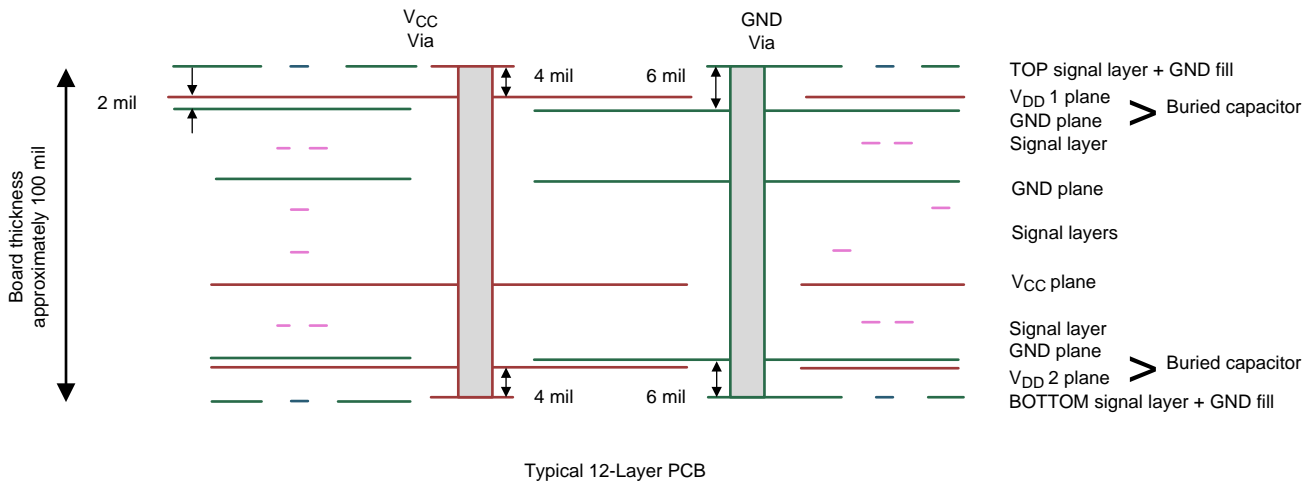 VCC
Via
GND
Via
4 mil
6 mil
2 mil
TOP signal layer + GND fill
VDD 1 plane
GND plane
> Buried capacitor
Signal layer
GND plane
Signal layers
VCC plane
Signal layer
GND plane
VDD 2 plane
> Buried capacitor
BOTTOM signal layer + GND fill
4 mil
6 mil
Board thickness
approximately 100 mil
Typical 12-Layer PCB